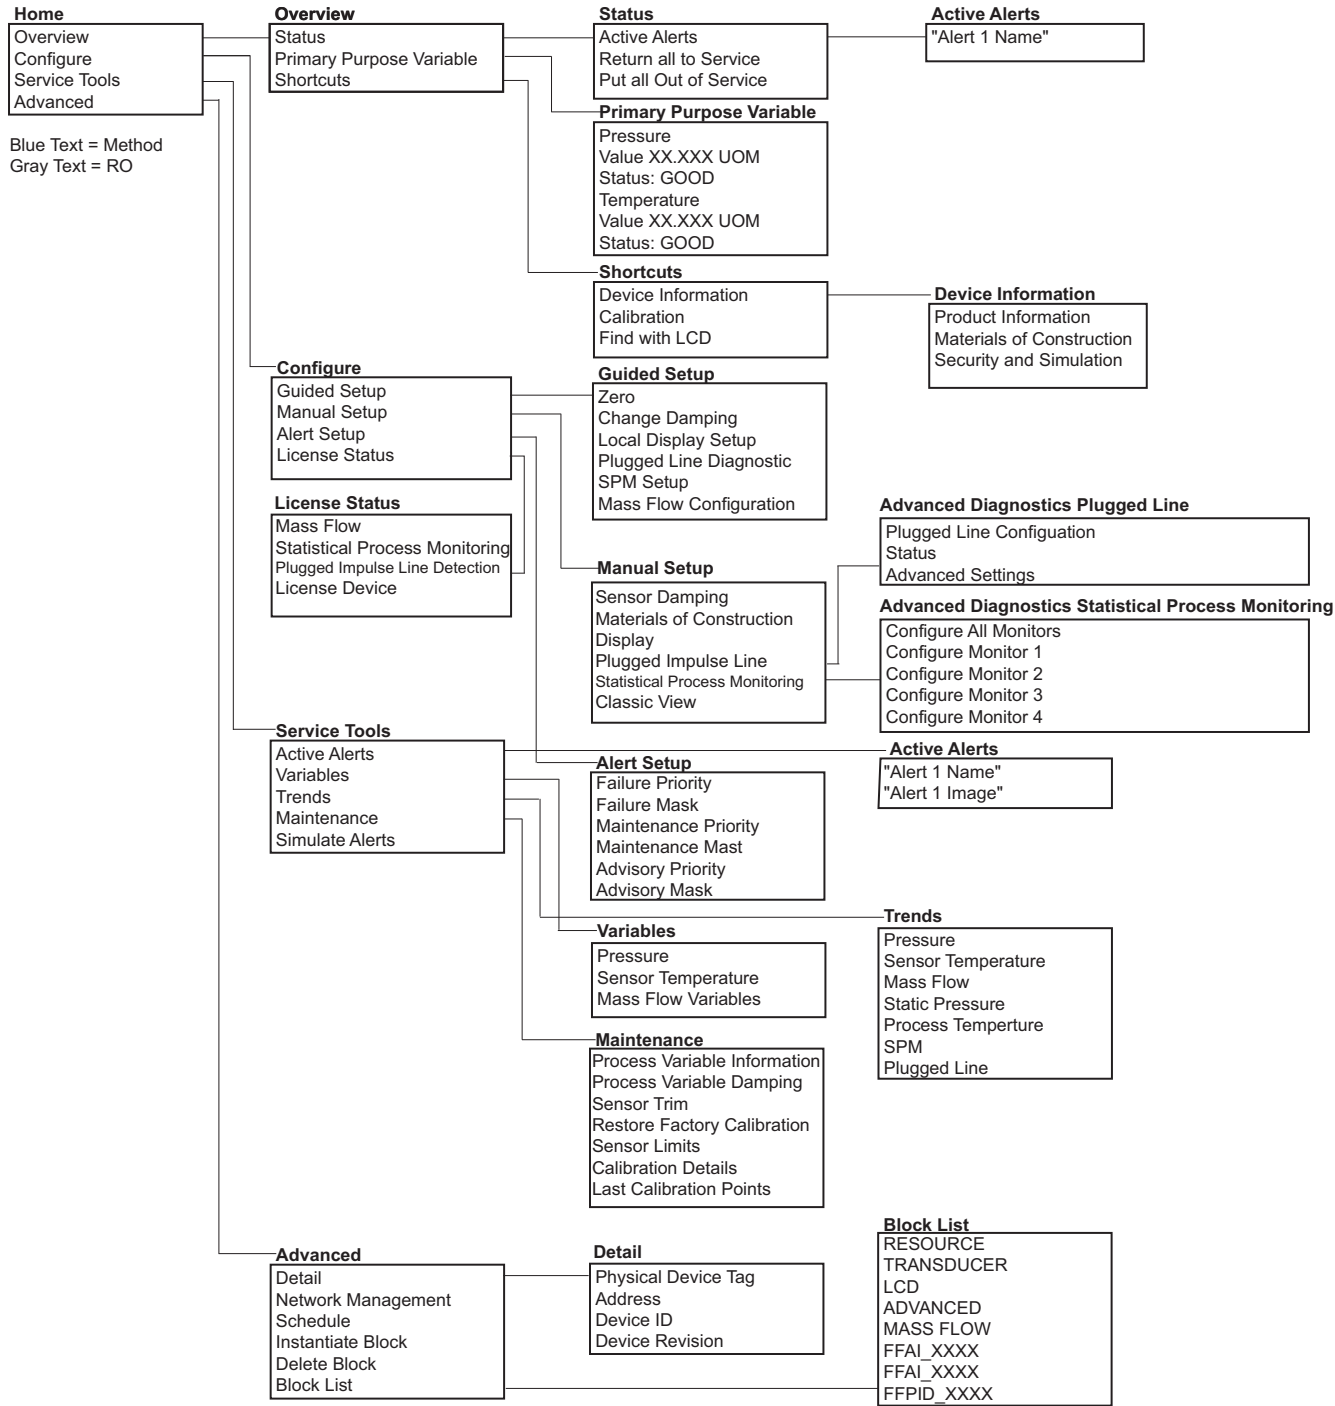 Home
Overview
Configure
Service Tools
Advanced
Blue Text = Method
Gray Text = RO
Overview
Status
Primary Purpose Variable
Shortcuts
Status
Active Alerts
Return all to Service
Put all Out of Service
Active Alerts
"Alert 1 Name"
Primary Purpose Variable
Pressure
Value XX.XXX UOM
Status: GOOD
Temperature
Value XX.XXX UOM
Status: GOOD
Shortcuts
Device Information
Calibration
Find with LCD
Device Information
Product Information
Materials of Construction
Security and Simulation
Configure
Guided Setup
Manual Setup
Alert Setup
License Status
Guided Setup
Zero
Change Damping
Local Display Setup
Plugged Line Diagnostic
SPM Setup
Mass Flow Configuration
License Status
Mass Flow
Statistical Process Monitoring
Plugged Impulse Line Detection
License Device
Manual Setup
Sensor Damping
Materials of Construction
Display
Plugged Impulse Line
Statistical Process Monitoring
Classic View
Advanced Diagnostics Plugged Line
Plugged Line Configuation
Status
Advanced Settings
Advanced Diagnostics Statistical Process Monitoring
Configure All Monitors
Configure Monitor 1
Configure Monitor 2
Configure Monitor 3
Configure Monitor 4
Service Tools
Active Alerts
Variables
Trends
Maintenance
Simulate Alerts
Active Alerts
"Alert 1 Name"
"Alert 1 Image"
Alert Setup
Failure Priority
Failure Mask
Maintenance Priority
Maintenance Mast
Advisory Priority
Advisory Mask
Variables
Pressure
Sensor Temperature
Mass Flow Variables
Trends
Pressure
Sensor Temperature
Mass Flow
Static Pressure
Process Temperture
SPM
Plugged Line
Maintenance
Process Variable Information
Process Variable Damping
Sensor Trim
Restore Factory Calibration
Sensor Limits
Calibration Details
Last Calibration Points
Advanced
Detail
Network Management
Schedule
Instantiate Block
Delete Block
Block List
Detail
Physical Device Tag
Address
Device ID
Device Revision
Block List
RESOURCE
TRANSDUCER
LCD
ADVANCED
MASS FLOW
FFAI_XXXX
FFAI_XXXX
FFPID_XXXX